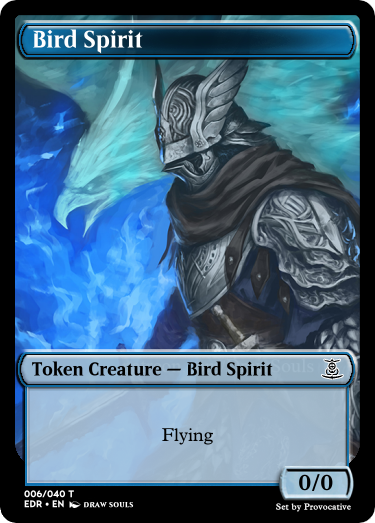 Bird Spirit
Token Creature — Bird Spirit
Flying
0/0
006/040 T
EDR • EN DRAW SOULS
Set by Provocative